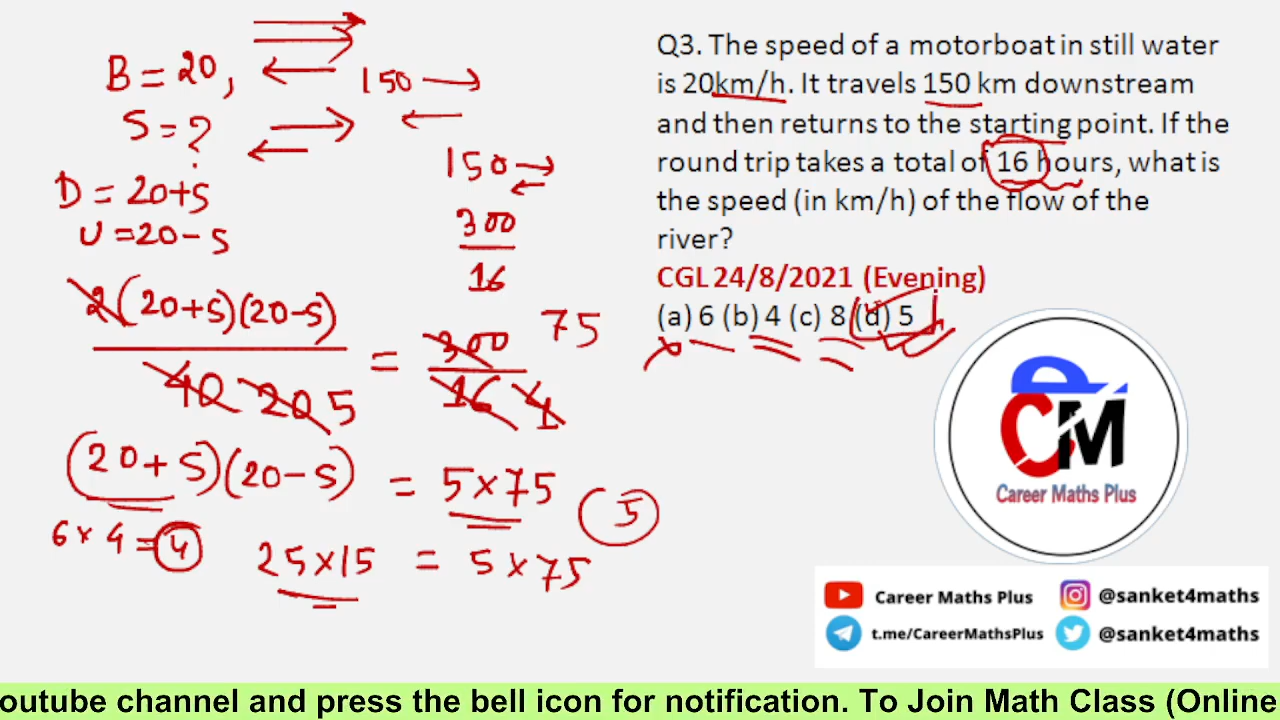 B = 20,
S = ?
D = 20+S
U = 20-S
150
150
300
16
2(20+S)(20-S)
40 20 5
=
300
16 4
75
(20+S)(20-S) = 5×75
5
6×4=4
25×15 = 5×75
Q3. The speed of a motorboat in still water
is 20km/h. It travels 150 km downstream
and then returns to the starting point. If the
round trip takes a total of 16 hours, what is
the speed (in km/h) of the flow of the
river?
CGL 24/8/2021 (Evening)
(a) 6 (b) 4 (c) 8 (d) 5
CM
Career Maths Plus
Career Maths Plus
@sanket4maths
t.me/CareerMathsPlus
@sanket4maths
outube channel and press the bell icon for notification. To Join Math Class (Online